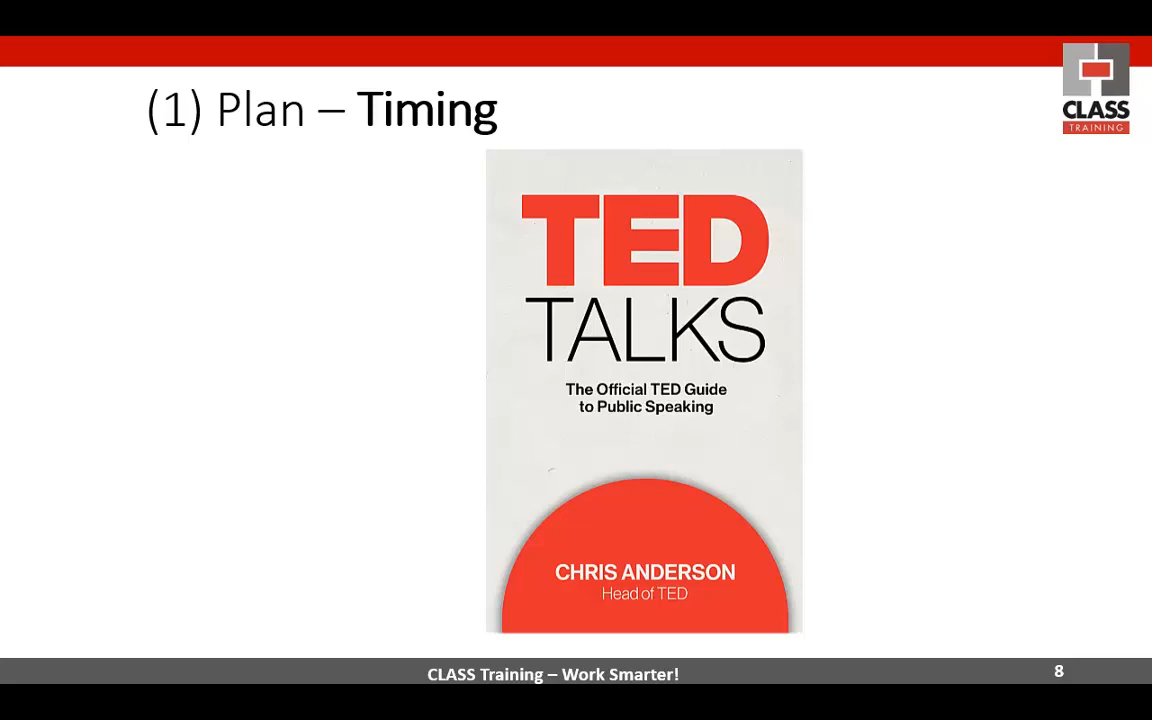 (1) Plan – Timing
CLASS
TRAINING
TED
TALKS
The Official TED Guide
to Public Speaking
CHRIS ANDERSON
Head of TED
CLASS Training – Work Smarter!
8